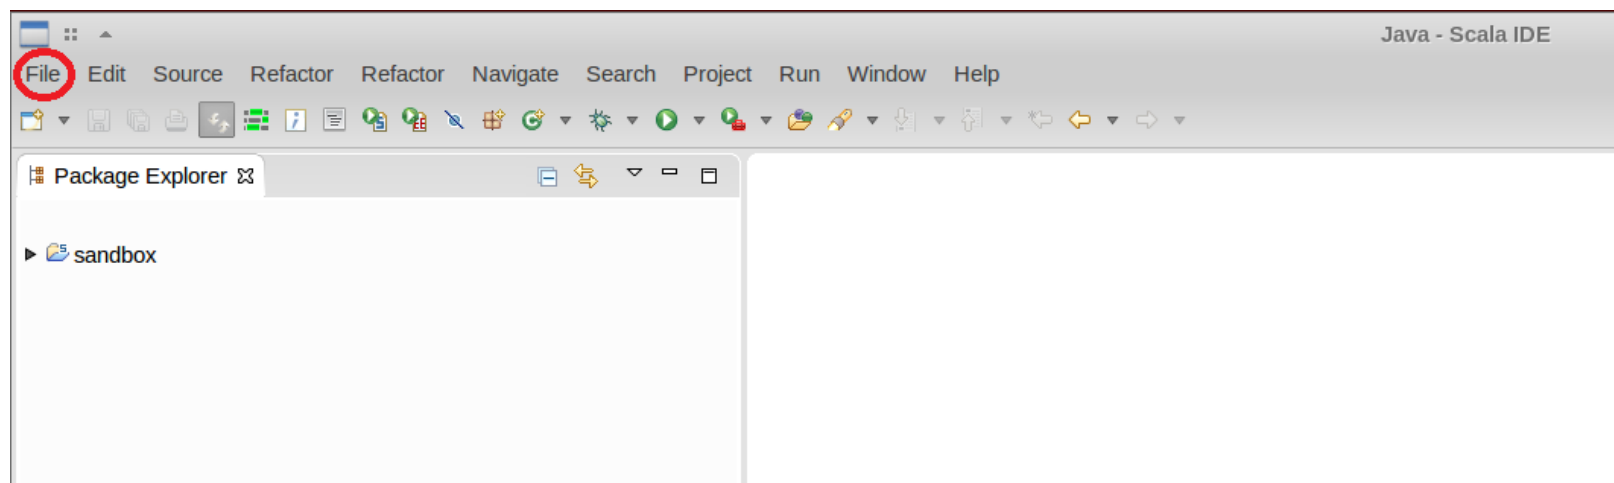 Java - Scala IDE
File Edit Source Refactor Refactor Navigate Search Project Run Window Help
Package Explorer
sandbox